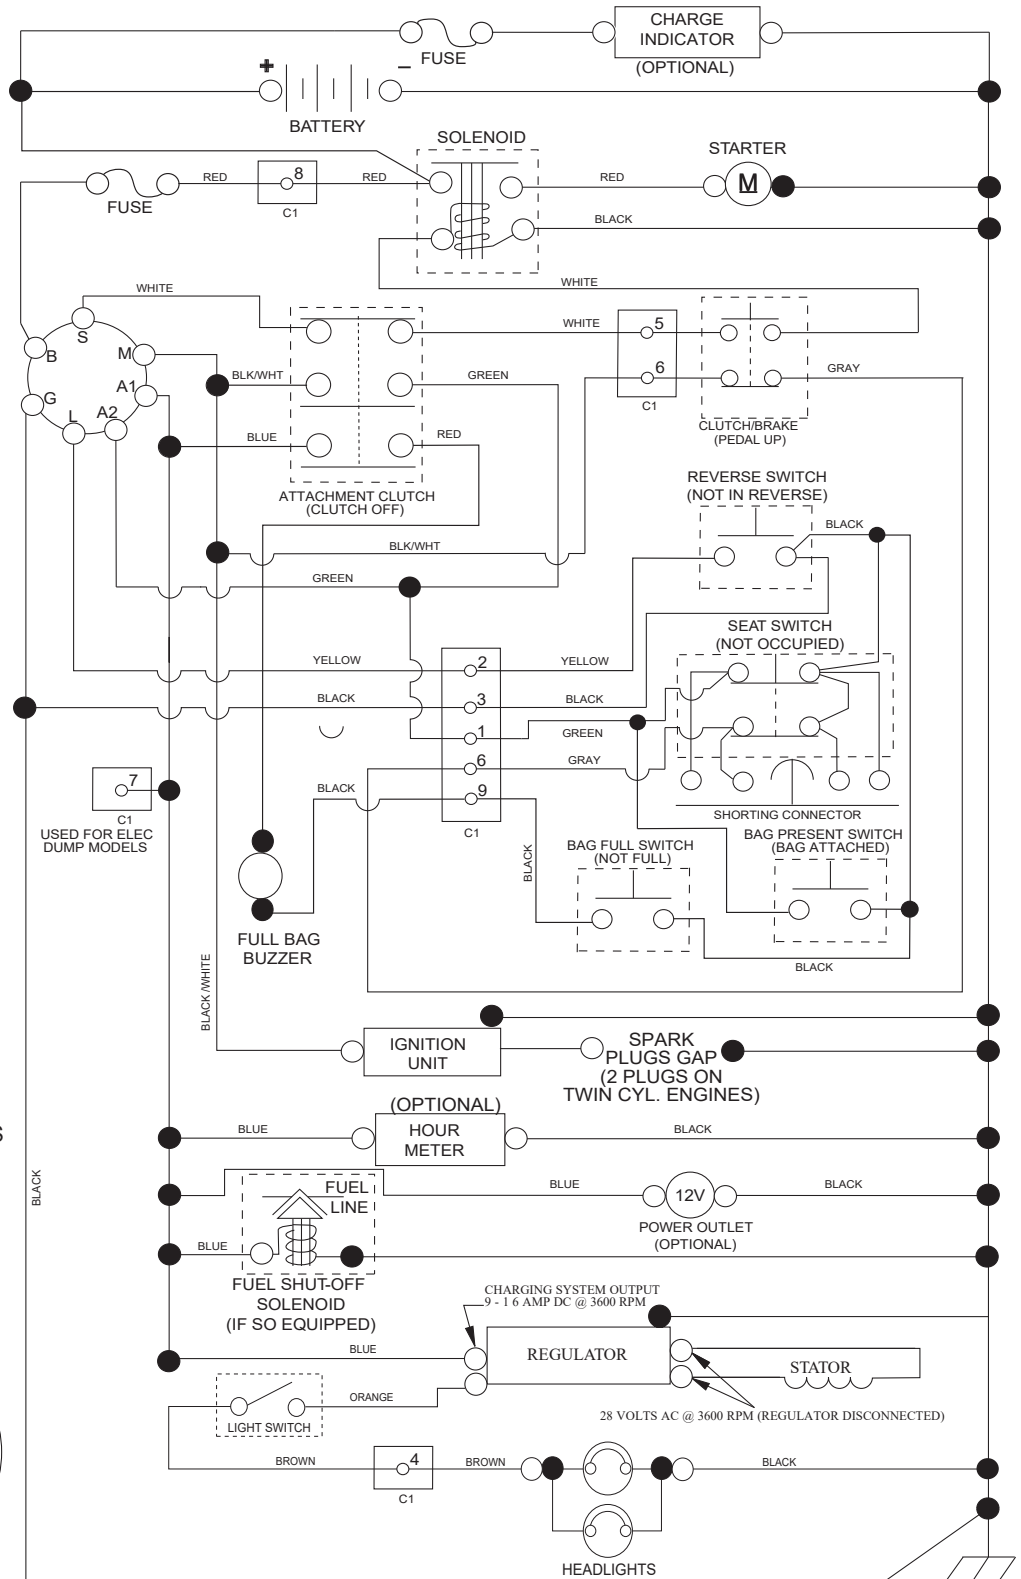 CHARGE
INDICATOR
(OPTIONAL)
FUSE
+
–
BATTERY
SOLENOID
STARTER
M
RED
8
RED
RED
FUSE
C1
BLACK
WHITE
WHITE
S
B
M
A1
G
L
A2
WHITE
5
6
C1
BLK/WHT
GREEN
GRAY
CLUTCH/BRAKE
(PEDAL UP)
BLUE
RED
ATTACHMENT CLUTCH
(CLUTCH OFF)
REVERSE SWITCH
(NOT IN REVERSE)
BLACK
BLK/WHT
GREEN
SEAT SWITCH
(NOT OCCUPIED)
YELLOW
2
YELLOW
BLACK
3
BLACK
1
GREEN
6
GRAY
BLACK
9
C1
7
C1
USED FOR ELEC
DUMP MODELS
SHORTING CONNECTOR
BLACK
BAG FULL SWITCH
(NOT FULL)
BAG PRESENT SWITCH
(BAG ATTACHED)
FULL BAG
BUZZER
BLACK
BLACK /WHITE
IGNITION
UNIT
SPARK
PLUGS GAP
(2 PLUGS ON
TWIN CYL. ENGINES)
(OPTIONAL)
HOUR
METER
BLUE
BLACK
BLACK
FUEL
LINE
BLUE
12V
BLACK
POWER OUTLET
(OPTIONAL)
BLUE
FUEL SHUT-OFF
SOLENOID
(IF SO EQUIPPED)
CHARGING SYSTEM OUTPUT
9 - 1 6 AMP DC @ 3600 RPM
BLUE
REGULATOR
STATOR
ORANGE
LIGHT SWITCH
28 VOLTS AC @ 3600 RPM (REGULATOR DISCONNECTED)
BROWN
4
BROWN
BLACK
C1
HEADLIGHTS